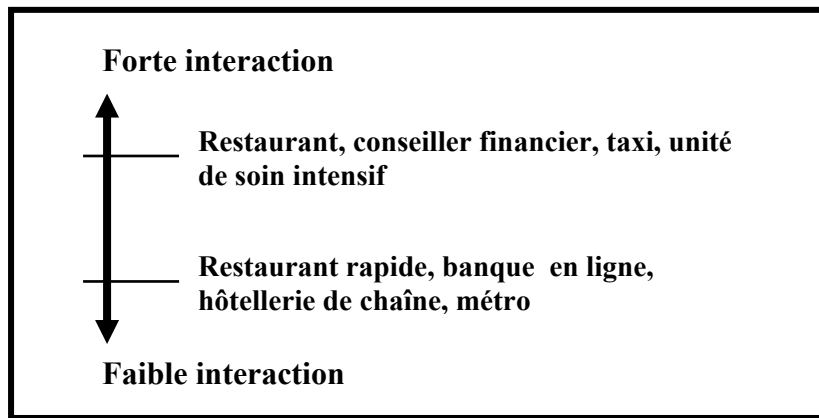 Forte interaction
Restaurant, conseiller financier, taxi, unité
de soin intensif
Restaurant rapide, banque en ligne,
hôtellerie de chaîne, métro
Faible interaction